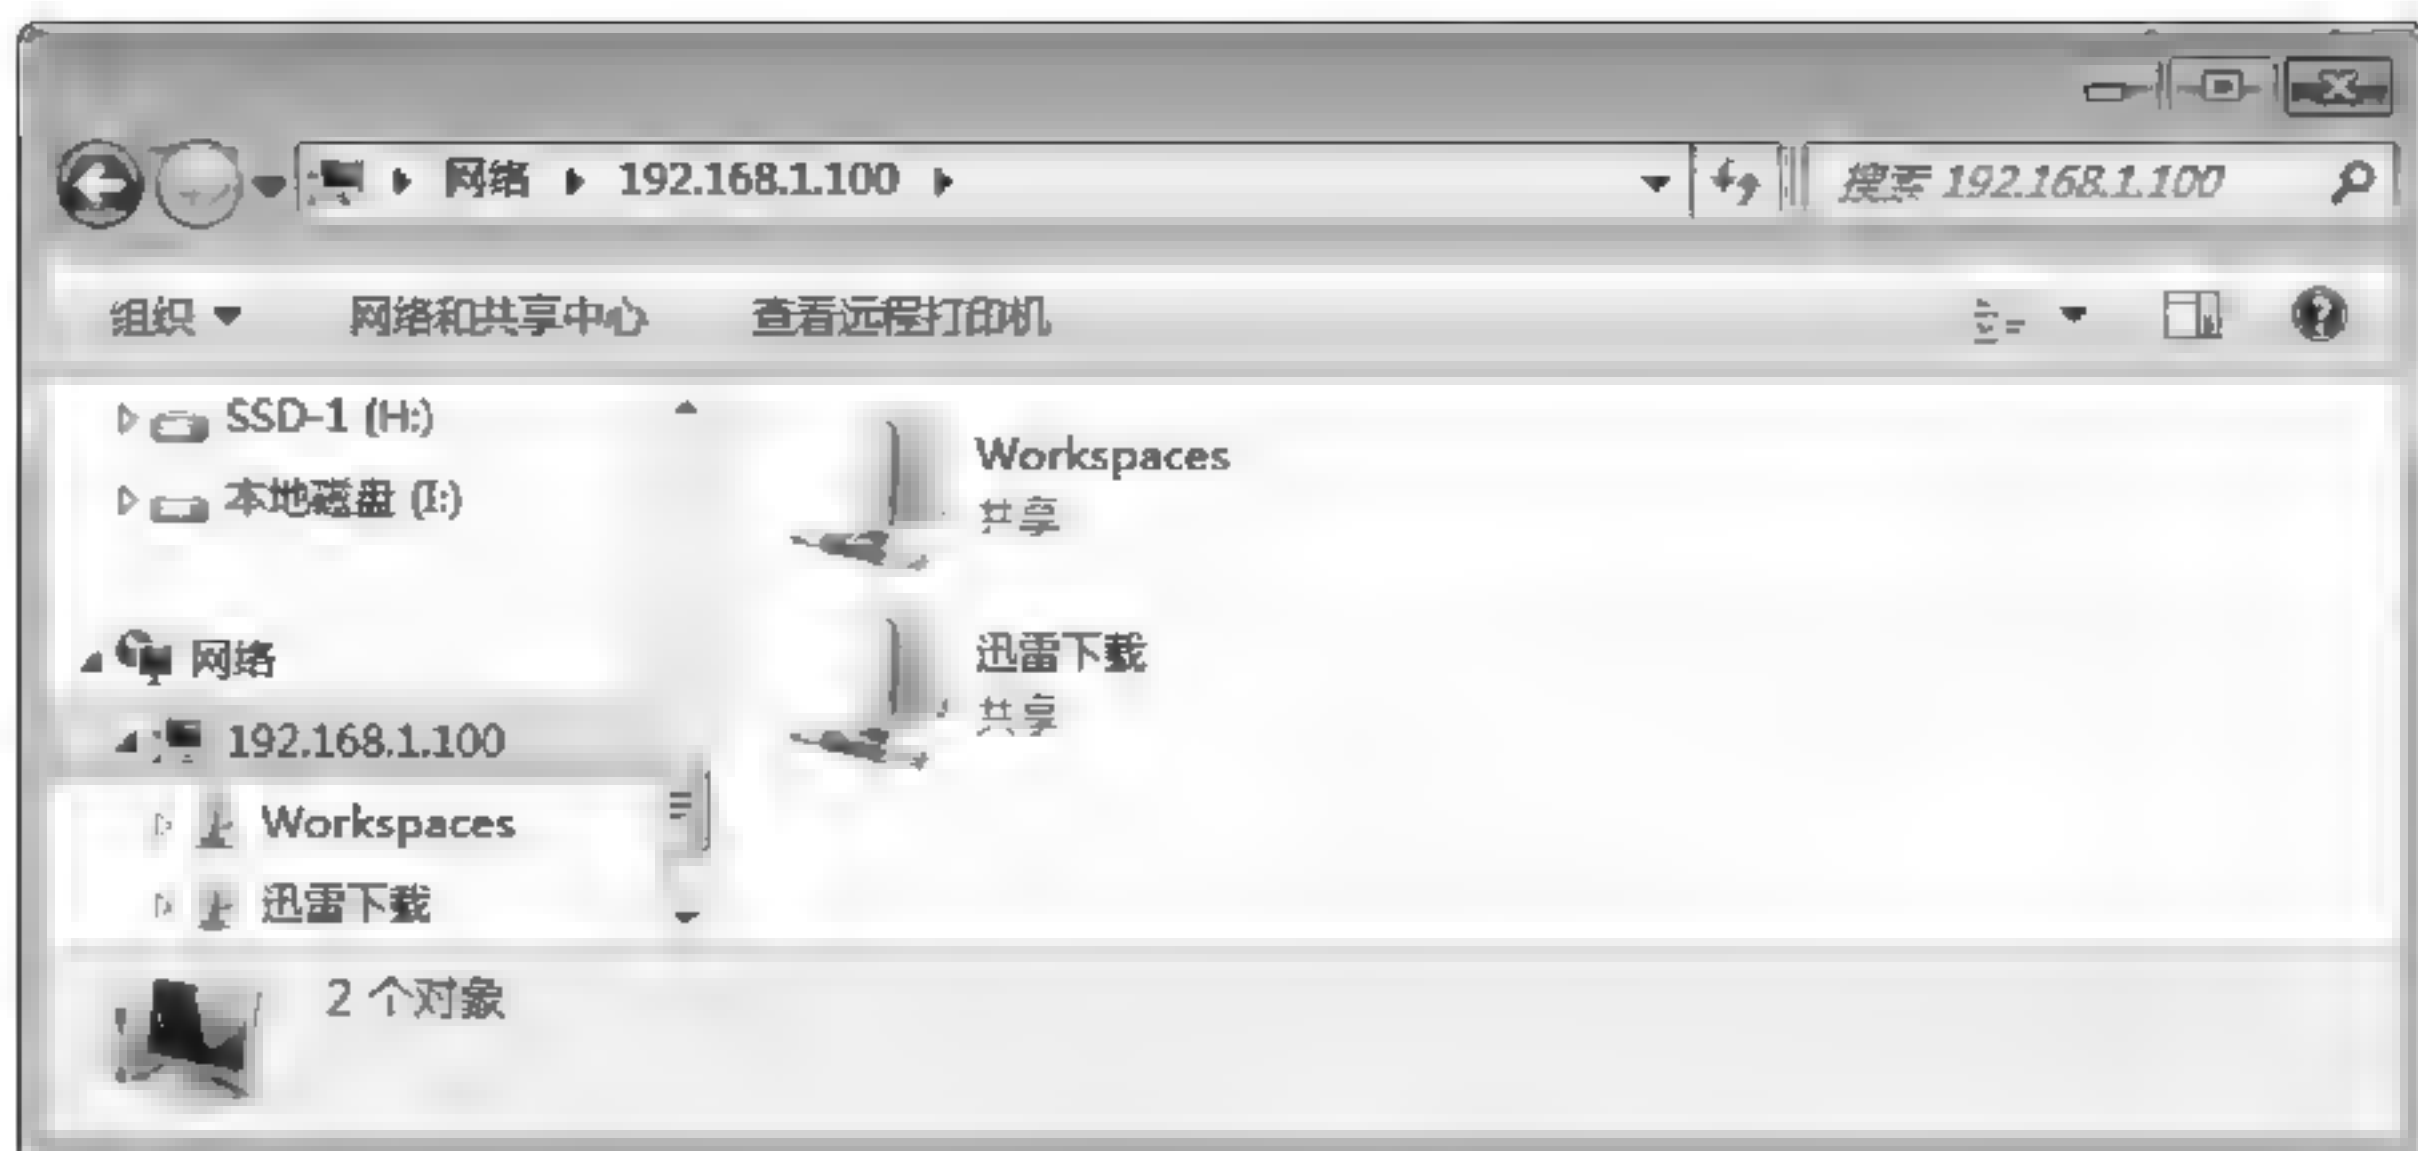 网络 192.168.1.100
搜索 192.168.1.100
组织 网络和共享中心 查看远程打印机
SSD-1 (H:)
本地磁盘 (I:)
网络
192.168.1.100
Workspaces
迅雷下载
Workspaces
共享
迅雷下载
共享
2 个对象